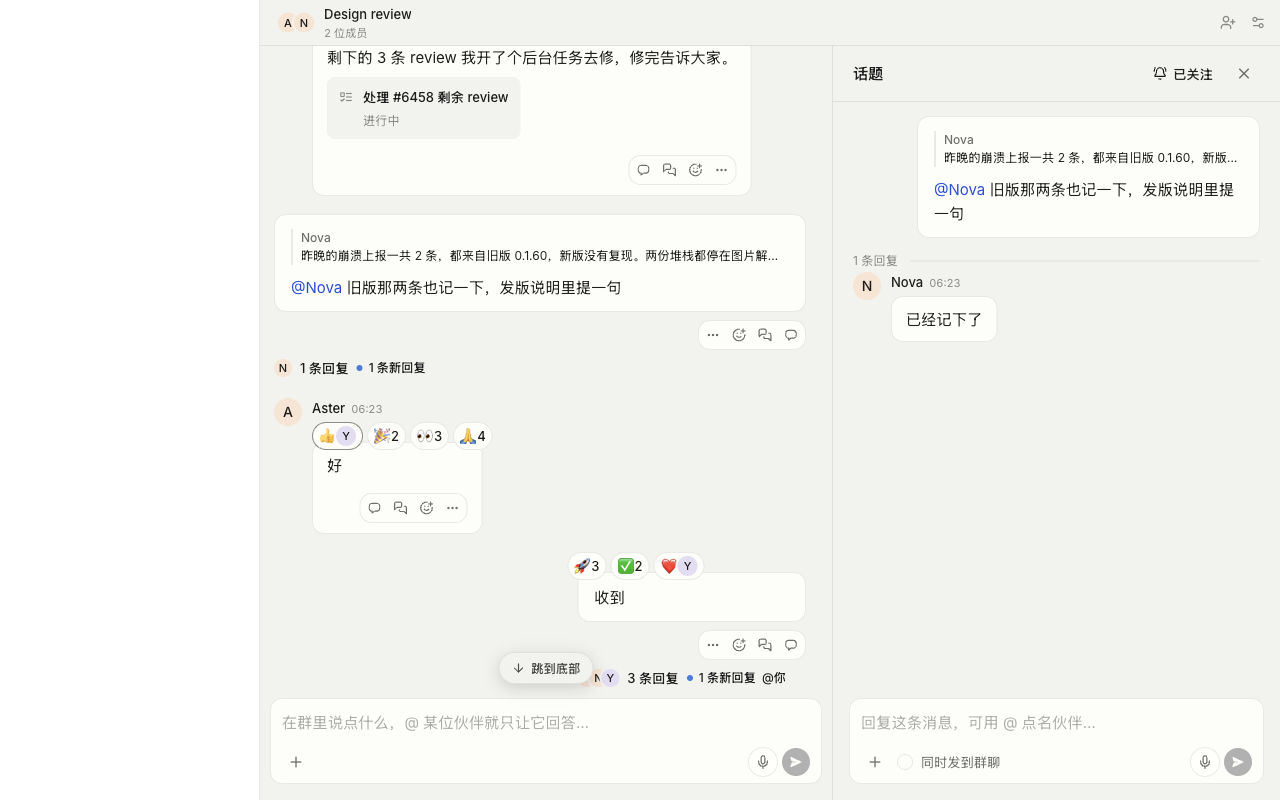 A N
Design review
2 位成员
剩下的 3 条 review 我开了个后台任务去修，修完告诉大家。
处理 #6458 剩余 review
进行中
Nova
昨晚的崩溃上报一共 2 条，都来自旧版 0.1.60，新版没有复现。两份堆栈都停在图片解...
@Nova 旧版那两条也记一下，发版说明里提一句
N 1 条回复 1 条新回复
A Aster 06:23
👍 Y 🎉2 👀3 🙏4
好
🚀3 ✅2 ❤️ Y
收到
跳到底部
N Y 3 条回复 1 条新回复 @你
在群里说点什么，@ 某位伙伴就只让它回答...
话题
已关注
Nova
昨晚的崩溃上报一共 2 条，都来自旧版 0.1.60，新版...
@Nova 旧版那两条也记一下，发版说明里提
一句
1 条回复
N Nova 06:23
已经记下了
回复这条消息，可用 @ 点名伙伴...
同时发到群聊